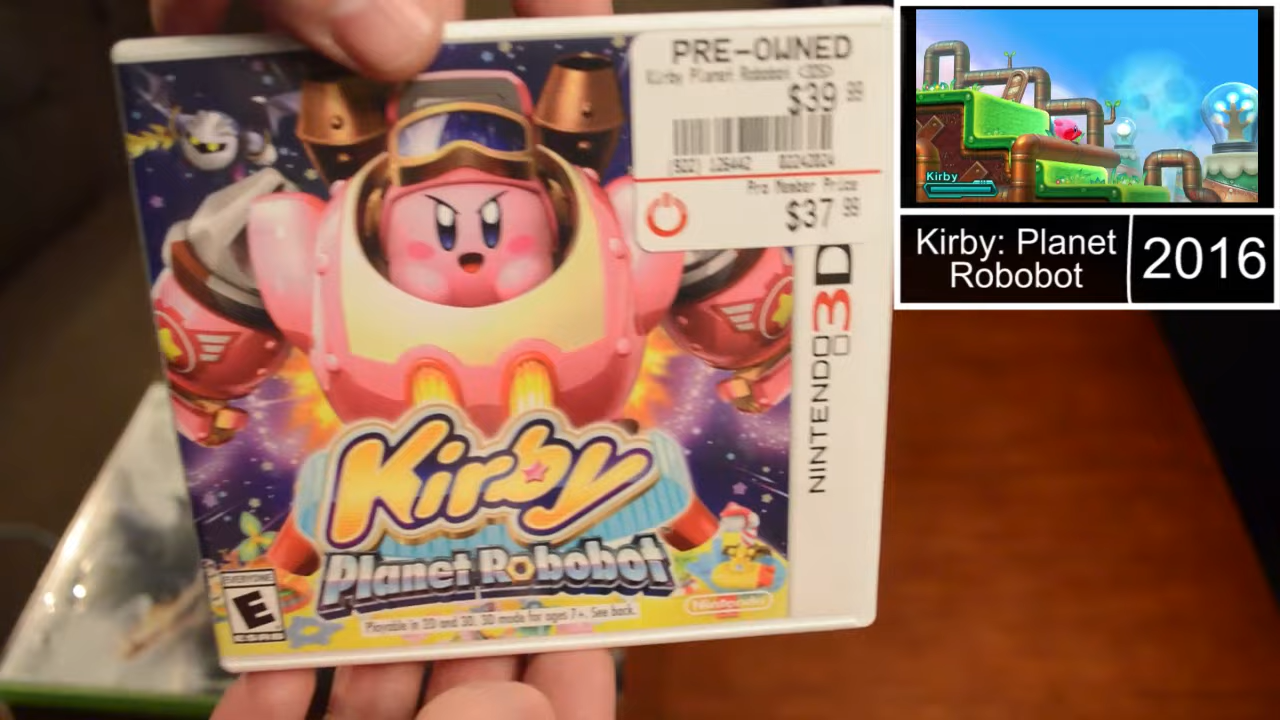 PRE-OWNED
Kirby Planet Robobot <3DS>
$39 99
Pro Member Price
$37 99
NINTENDO 3DS
Kirby
Planet Robobot
Playable in 2D and 3D. 3D mode for ages 7+. See back.
Nintendo
EVERYONE
E
ESRB
Kirby
Kirby: Planet
Robobot
2016